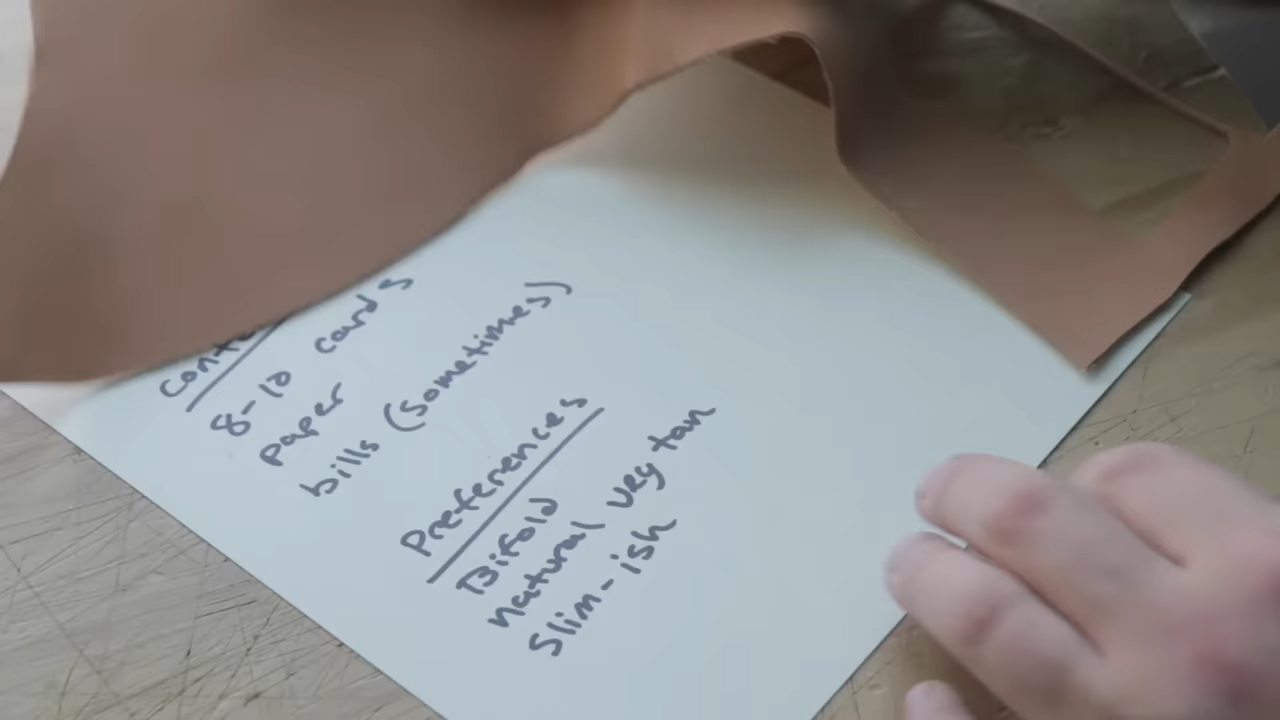 8-10 cards
paper
bills (sometimes)
Preferences
Bifold
natural veg tan
Slim-ish